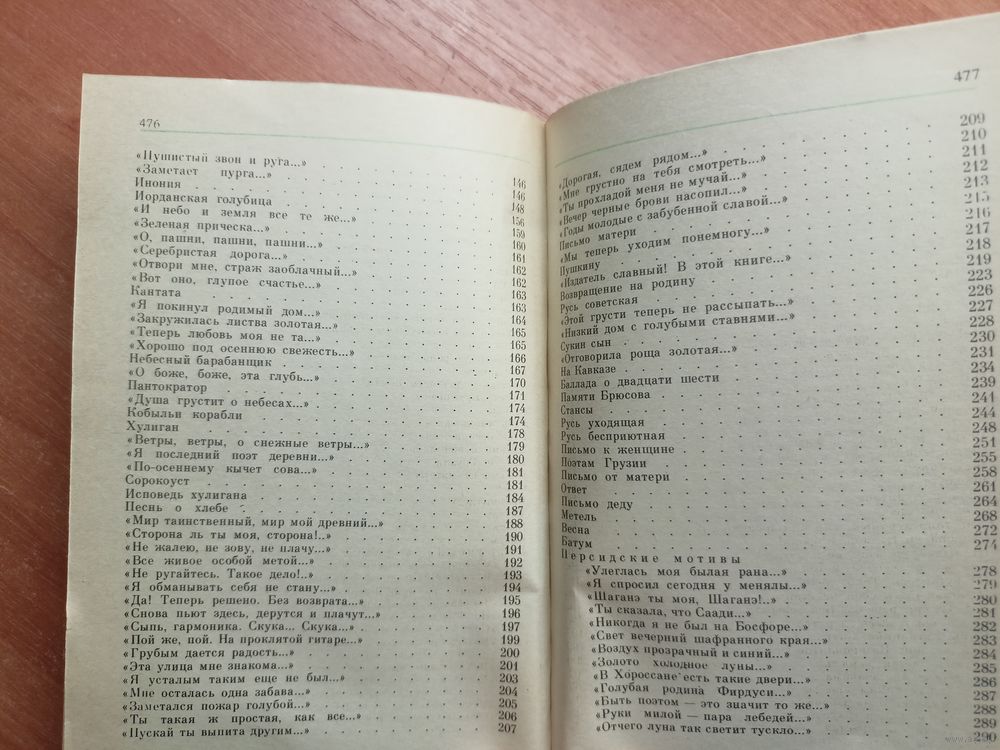 476
«Пушистый звон и руга...» 146
«Заметает пурга...» 146
Инония 148
Иорданская голубица 156
«И небо и земля все те же...» 159
«Зеленая прическа...» 160
«О, пашни, пашни, пашни...» 161
«Серебристая дорога...» 162
«Отвори мне, страж заоблачный...» 162
«Вот оно, глупое счастье...» 163
Кантата 163
«Я покинул родимый дом...» 164
«Закружилась листва золотая...» 165
«Теперь любовь моя не та...» 165
«Хорошо под осеннюю свежесть...» 166
Небесный барабанщик 167
«О боже, боже, эта глубь...» 170
Пантократор 171
«Душа грустит о небесах...» 174
Кобыльи корабли 174
Хулиган 178
«Ветры, ветры, о снежные ветры...» 179
«Я последний поэт деревни...» 180
«По-осеннему кычет сова...» 181
Сорокоуст 181
Исповедь хулигана 184
Песнь о хлебе 187
«Мир таинственный, мир мой древний...» 188
«Сторона ль ты моя, сторона!..» 190
«Не жалею, не зову, не плачу...» 191
«Все живое особой метой...» 192
«Не ругайтесь. Такое дело!..» 193
«Я обманывать себя не стану...» 194
«Да! Теперь решено. Без возврата...» 195
«Снова пьют здесь, дерутся и плачут...» 196
«Сыпь, гармоника. Скука... Скука...» 197
«Пой же, пой. На проклятой гитаре...» 199
«Грубым дается радость...» 200
«Эта улица мне знакома...» 201
«Я усталым таким еще не был...» 203
«Мне осталась одна забава...» 204
«Заметался пожар голубой...» 205
«Ты такая ж простая, как все...» 206
«Пускай ты выпита другим...» 207
477
«Дорогая, сядем рядом...» 209
«Мне грустно на тебя смотреть...» 210
«Ты прохладой меня не мучай...» 211
«Вечер черные брови насопил...» 212
«Годы молодые с забубенной славой...» 213
Письмо матери 215
«Мы теперь уходим понемногу...» 216
Пушкину 217
«Издатель славный! В этой книге...» 218
Возвращение на родину 219
Русь советская 223
«Этой грусти теперь не рассыпать...» 226
«Низкий дом с голубыми ставнями...» 227
Сукин сын 228
«Отговорила роща золотая...» 230
На Кавказе 231
Баллада о двадцати шести 234
Памяти Брюсова 239
Стансы 241
Русь уходящая 244
Русь бесприютная 248
Письмо к женщине 251
Поэтам Грузии 255
Письмо от матери 258
Ответ 261
Письмо деду 264
Метель 268
Весна 272
Батум 274
Персидские мотивы
«Улеглась моя былая рана...» 278
«Я спросил сегодня у менялы...» 279
«Шаганэ ты моя, Шаганэ!..» 280
«Ты сказала, что Саади...» 281
«Никогда я не был на Босфоре...» 282
«Свет вечерний шафранного края...» 283
«Воздух прозрачный и синий...» 284
«Золото холодное луны...» 285
«В Хороссане есть такие двери...» 286
«Голубая родина Фирдуси...» 287
«Быть поэтом — это значит то же...» 288
«Руки милой — пара лебедей...» 289
«Отчего луна так светит тускло...» 290